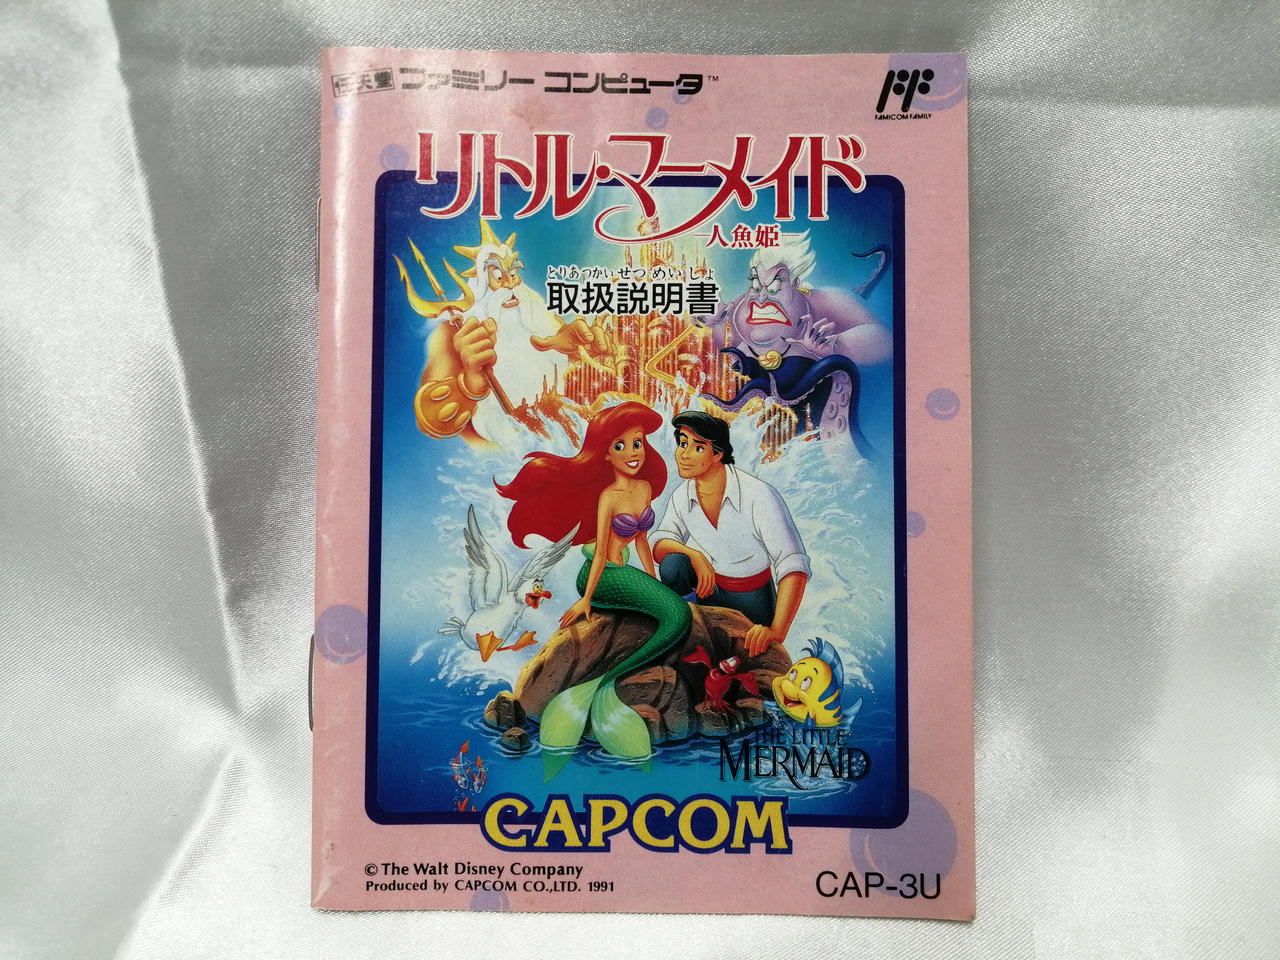 任天堂 ファミリー コンピュータ™
FAMICOM FAMILY
リトル・マーメイド
―人魚姫―
とりあつかいせつめいしょ
取扱説明書
THE LITTLE
MERMAID
CAPCOM
© The Walt Disney Company
Produced by CAPCOM CO.,LTD. 1991
CAP-3U